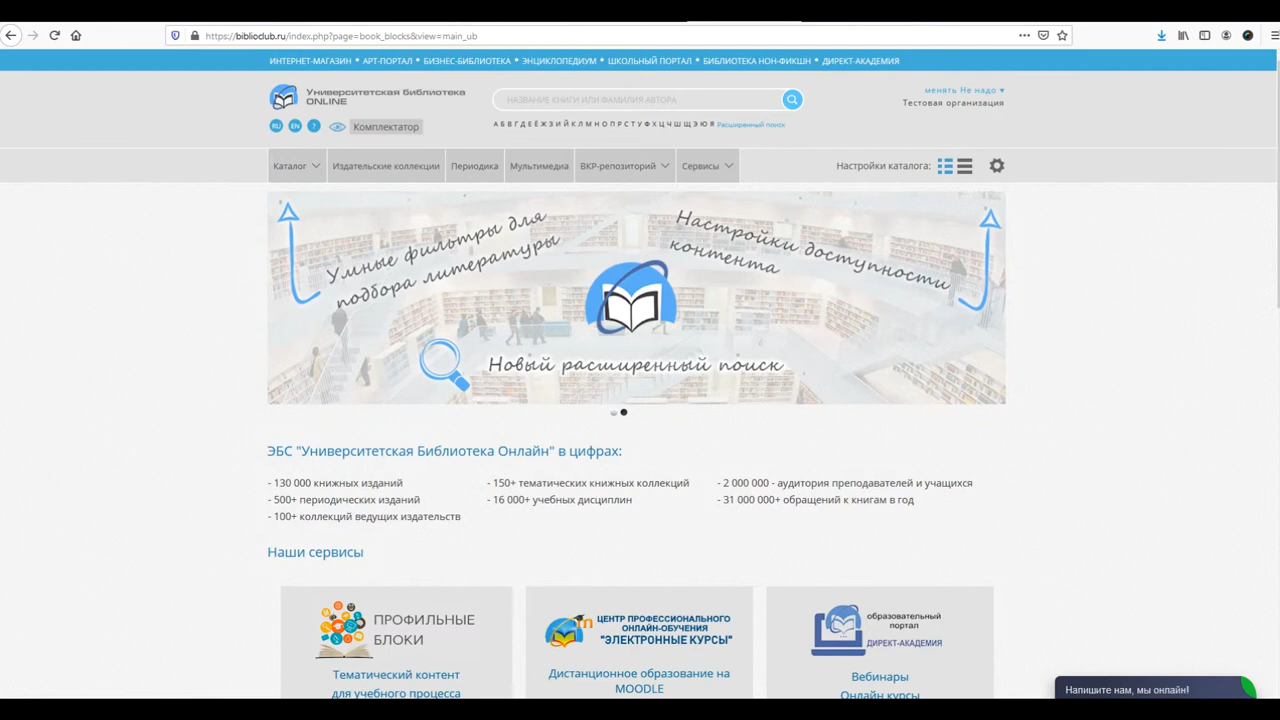 https://biblioclub.ru/index.php?page=book_blocks&view=main_ub
ИНТЕРНЕТ-МАГАЗИН • АРТ-ПОРТАЛ • БИЗНЕС-БИБЛИОТЕКА • ЭНЦИКЛОПЕДИУМ • ШКОЛЬНЫЙ ПОРТАЛ • БИБЛИОТЕКА НОН-ФИКШН • ДИРЕКТ-АКАДЕМИЯ
Университетская библиотека
ONLINE
НАЗВАНИЕ КНИГИ ИЛИ ФАМИЛИЯ АВТОРА
менять Не надо ▾
Тестовая организация
RU EN ? Комплектатор
А Б В Г Д Е Ё Ж З И Й К Л М Н О П Р С Т У Ф Х Ц Ч Ш Щ Э Ю Я Расширенный поиск
Каталог Издательские коллекции Периодика Мультимедиа ВКР-репозиторий Сервисы Настройки каталога:
Умные фильтры для
подбора литературы
Настройки доступности
контента
Новый расширенный поиск
ЭБС "Университетская Библиотека Онлайн" в цифрах:
- 130 000 книжных изданий
- 500+ периодических изданий
- 100+ коллекций ведущих издательств
- 150+ тематических книжных коллекций
- 16 000+ учебных дисциплин
- 2 000 000 - аудитория преподавателей и учащихся
- 31 000 000+ обращений к книгам в год
Наши сервисы
ПРОФИЛЬНЫЕ
БЛОКИ
Тематический контент
для учебного процесса
ЦЕНТР ПРОФЕССИОНАЛЬНОГО
ОНЛАЙН-ОБУЧЕНИЯ
"ЭЛЕКТРОННЫЕ КУРСЫ"
Дистанционное образование на
MOODLE
образовательный
портал
ДИРЕКТ-АКАДЕМИЯ
Вебинары
Онлайн курсы
Напишите нам, мы онлайн!